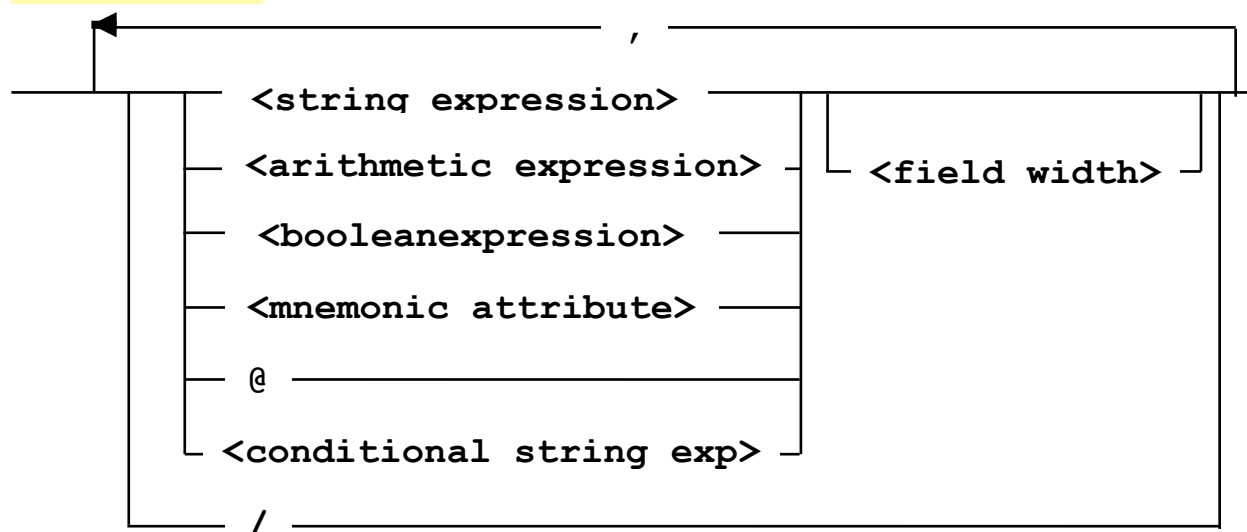 ,
<string expression>
<arithmetic expression>
<field width>
<booleanexpression>
<mnemonic attribute>
@
<conditional string exp>
/